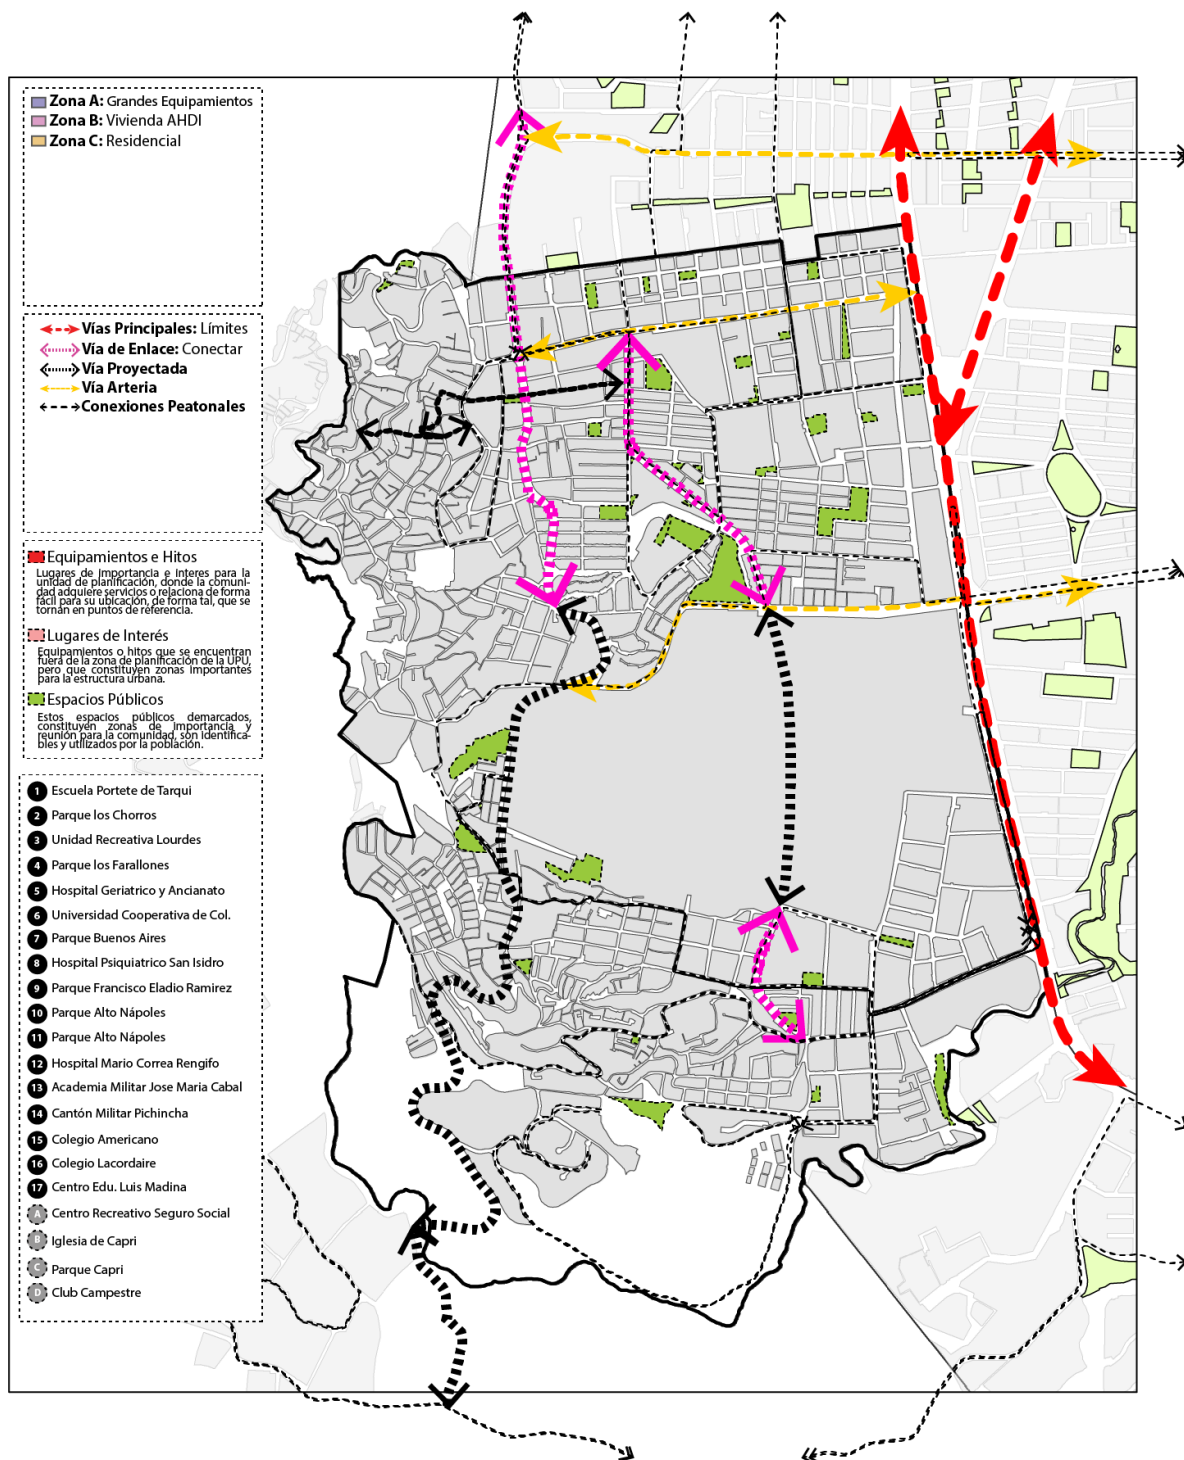 Zona A: Grandes Equipamientos
Zona B: Vivienda AHDI
Zona C: Residencial
Vías Principales: Límites
Vía de Enlace: Conectar
Vía Proyectada
Vía Arteria
Conexiones Peatonales
Equipamientos e Hitos
Lugares de importancia e interes para la
unidad de planificación, donde la comuni-
dad adquiere servicios o relaciona de forma
fácil para su ubicación, de forma tal, que se
tornan en puntos de referencia.
Lugares de Interés
Equipamientos o hitos que se encuentran
fuera de la zona de planificación de la UPU,
pero que constituyen zonas importantes
para la estructura urbana.
Espacios Públicos
Estos espacios públicos demarcados,
constituyen zonas de importancia y
reunión para la comunidad, son identifica-
bles y utilizados por la población.
1 Escuela Portete de Tarqui
2 Parque los Chorros
3 Unidad Recreativa Lourdes
4 Parque los Farallones
5 Hospital Geriatrico y Ancianato
6 Universidad Cooperativa de Col.
7 Parque Buenos Aires
8 Hospital Psiquiatrico San Isidro
9 Parque Francisco Eladio Ramirez
10 Parque Alto Nápoles
11 Parque Alto Nápoles
12 Hospital Mario Correa Rengifo
13 Academia Militar Jose Maria Cabal
14 Cantón Militar Pichincha
15 Colegio Americano
16 Colegio Lacordaire
17 Centro Edu. Luis Madina
A Centro Recreativo Seguro Social
B Iglesia de Capri
C Parque Capri
D Club Campestre